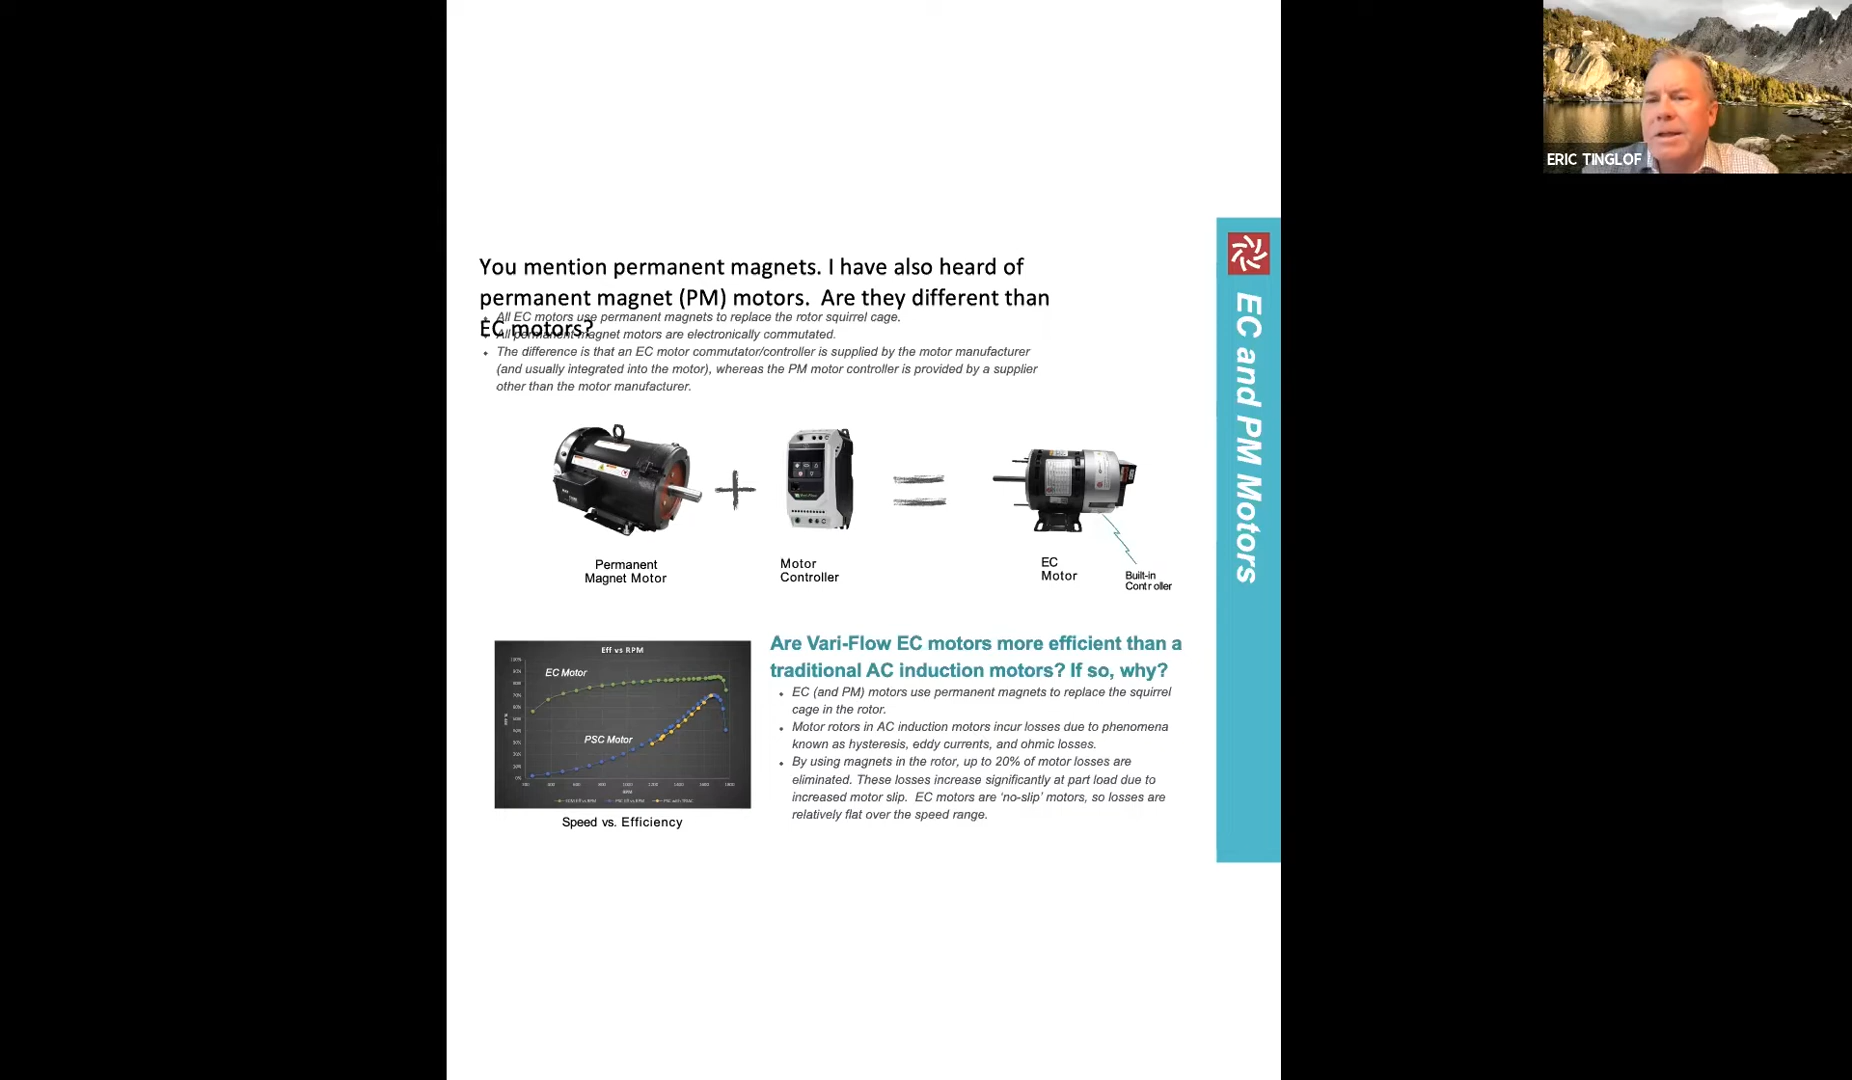 ERIC TINGLOF
You mention permanent magnets. I have also heard of
permanent magnet (PM) motors.  Are they different than
EC motors?
All EC motors use permanent magnets to replace the rotor squirrel cage.
All permanent magnet motors are electronically commutated.
The difference is that an EC motor commutator/controller is supplied by the motor manufacturer
(and usually integrated into the motor), whereas the PM motor controller is provided by a supplier
other than the motor manufacturer.
EC and PM Motors
Permanent
Magnet Motor
Motor
Controller
EC
Motor
Built-in
Controller
Eff vs RPM
EC Motor
PSC Motor
RPM
Speed vs. Efficiency
Are Vari-Flow EC motors more efficient than a
traditional AC induction motors? If so, why?
EC (and PM) motors use permanent magnets to replace the squirrel
cage in the rotor.
Motor rotors in AC induction motors incur losses due to phenomena
known as hysteresis, eddy currents, and ohmic losses.
By using magnets in the rotor, up to 20% of motor losses are
eliminated. These losses increase significantly at part load due to
increased motor slip.  EC motors are ‘no-slip’ motors, so losses are
relatively flat over the speed range.